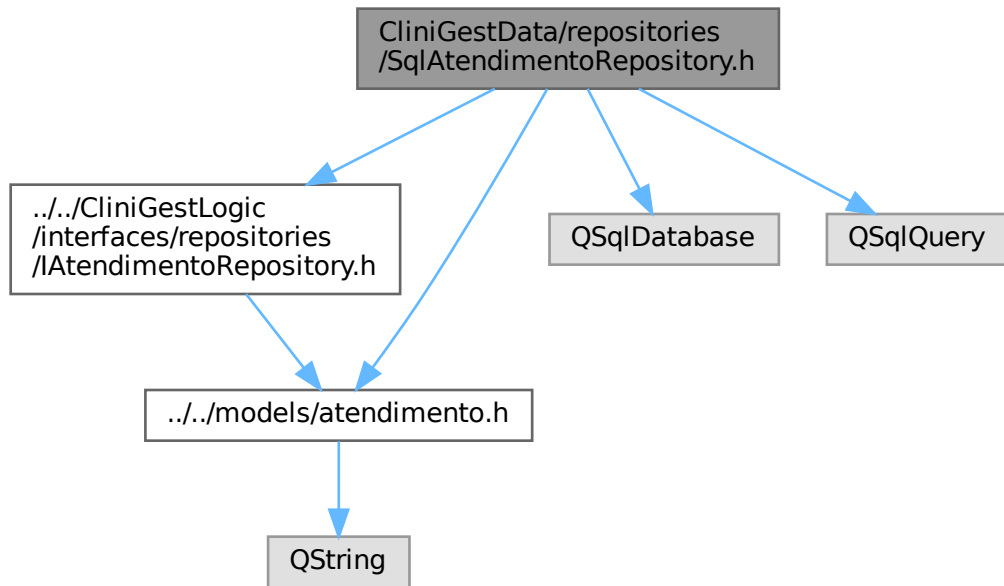 CliniGestData/repositories
/SqlAtendimentoRepository.h
../../CliniGestLogic
/interfaces/repositories
/IAtendimentoRepository.h
QSqlDatabase
QSqlQuery
../../models/atendimento.h
QString